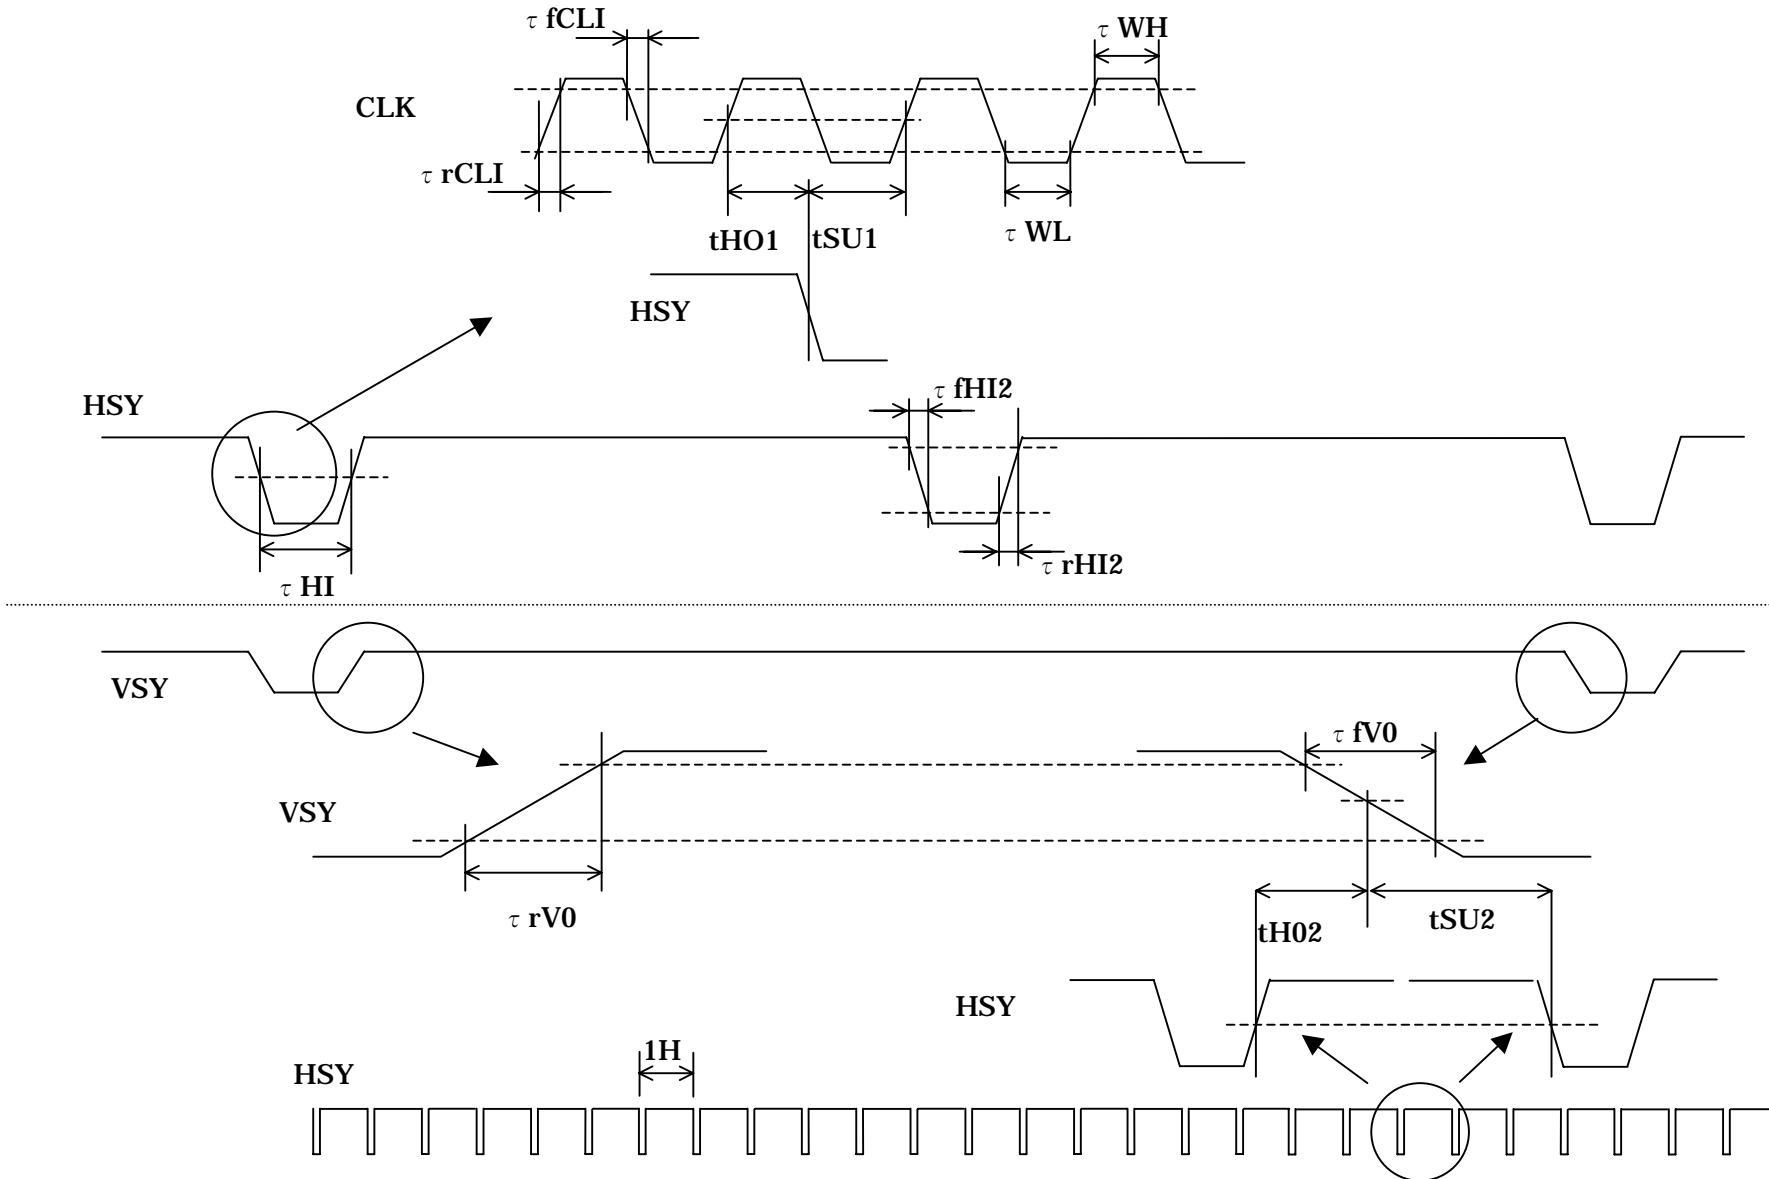 τ fCLI
τ WH
CLK
τ rCLI
tHO1
tSU1
τ WL
HSY
HSY
τ fHI2
τ rHI2
τ HI
VSY
τ fV0
VSY
τ rV0
tH02
tSU2
HSY
1H
HSY